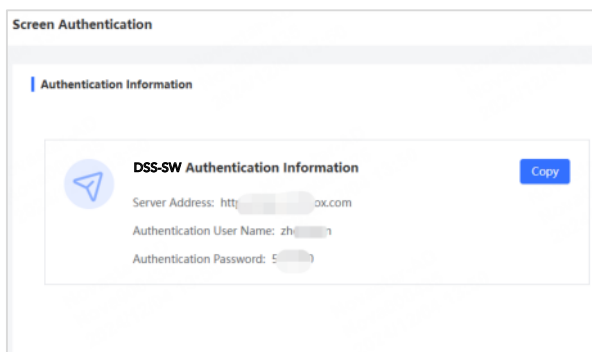 Screen Authentication
Authentication Information
DSS-SW Authentication Information
Copy
Server Address:
Authentication User Name:
Authentication Password: